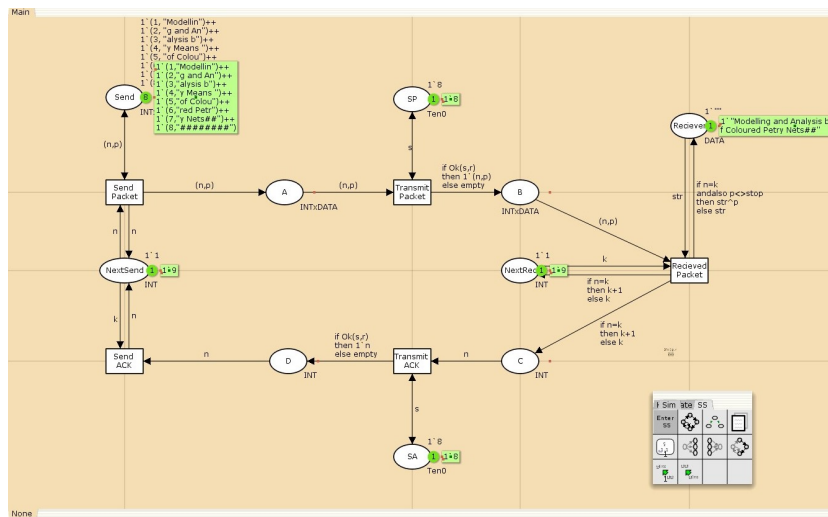 Main
1`(1, "Modellin")++
1`(2, "g and An")++
1`(3, "alysis b")++
1`(4, "y Means ")++
1`(5, "of Colou")++
1`(
1`(
1`(1,"Modellin")++
1`(2,"g and An")++
1`(3,"alysis b")++
1`(4,"y Means ")++
1`(5,"of Colou")++
1`(6,"red Petr")++
1`(7,"y Nets##")++
1`(8,"########")
Send
8
INT
1`8
SP
1
1`8
Ten0
1`""
Reciever
1
1`"Modelling and Analysis b
f Coloured Petry Nets##"
DATA
(n,p)
s
str
if n=k
andalso p<>stop
then str^p
else str
Send
Packet
(n,p)
A
INTxDATA
(n,p)
Transmit
Packet
if Ok(s,r)
then 1`(n,p)
else empty
B
INTxDATA
(n,p)
n
n
1`1
NextSend
1
1`9
INT
1`1
NextRec
1
1`9
INT
k
if n=k
then k+1
else k
Recieved
Packet
k
n
if n=k
then k+1
else k
Send
ACK
n
D
INT
if Ok(s,r)
then 1`n
else empty
Transmit
ACK
n
C
INT
s
1`8
SA
1
1`8
Ten0
Sim
ate
SS
Enter
SS
None